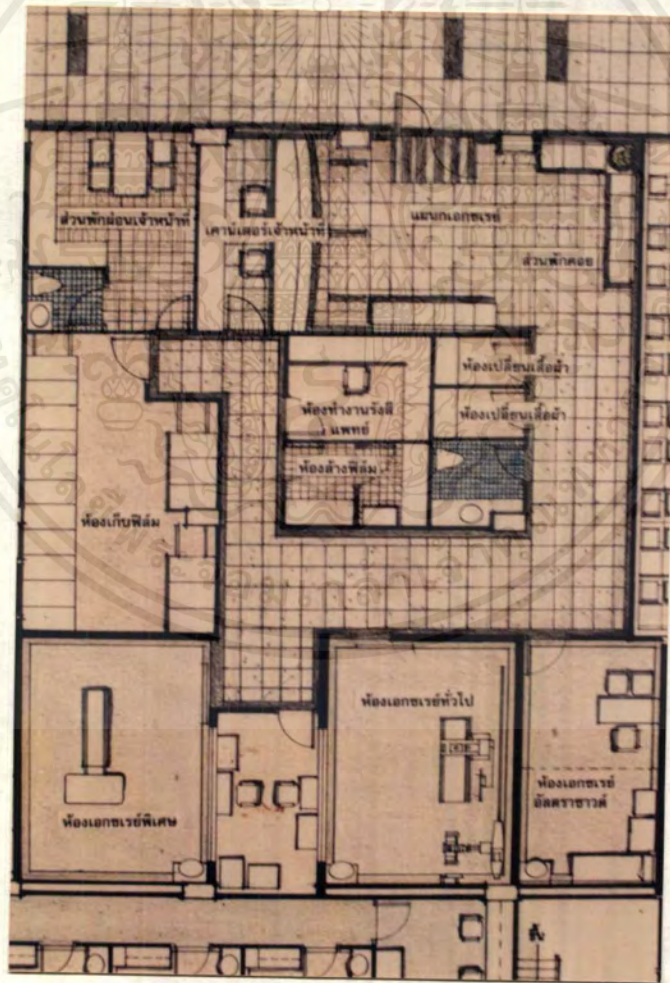 ส่วนพักผ่อนเจ้าหน้าที่
เคาน์เตอร์เจ้าหน้าที่
แผนกเอกซเรย์
ส่วนพักคอย
ห้องเปลี่ยนเสื้อผ้า
ห้องทำงานรังสี
แพทย์
ห้องเปลี่ยนเสื้อผ้า
ห้องล้างฟิล์ม
ห้องเก็บฟิล์ม
ห้องเอกซเรย์ทั่วไป
ห้องเอกซเรย์พิเศษ
ห้องเอกซเรย์
อัลตราซาวด์